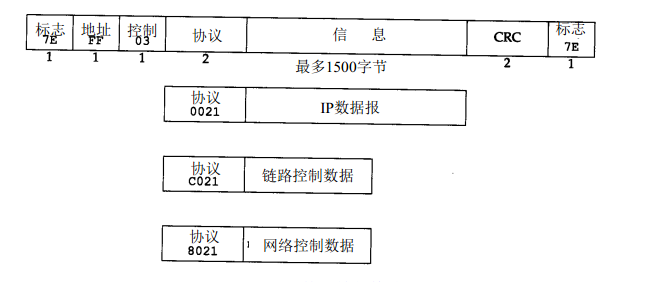 标志 地址 控制 协议 信 息 CRC 标志
7E FF 03 7E
1 1 1 2 最多1500字节 2 1
协议 IP数据报
0021
协议 链路控制数据
C021
协议 网络控制数据
8021